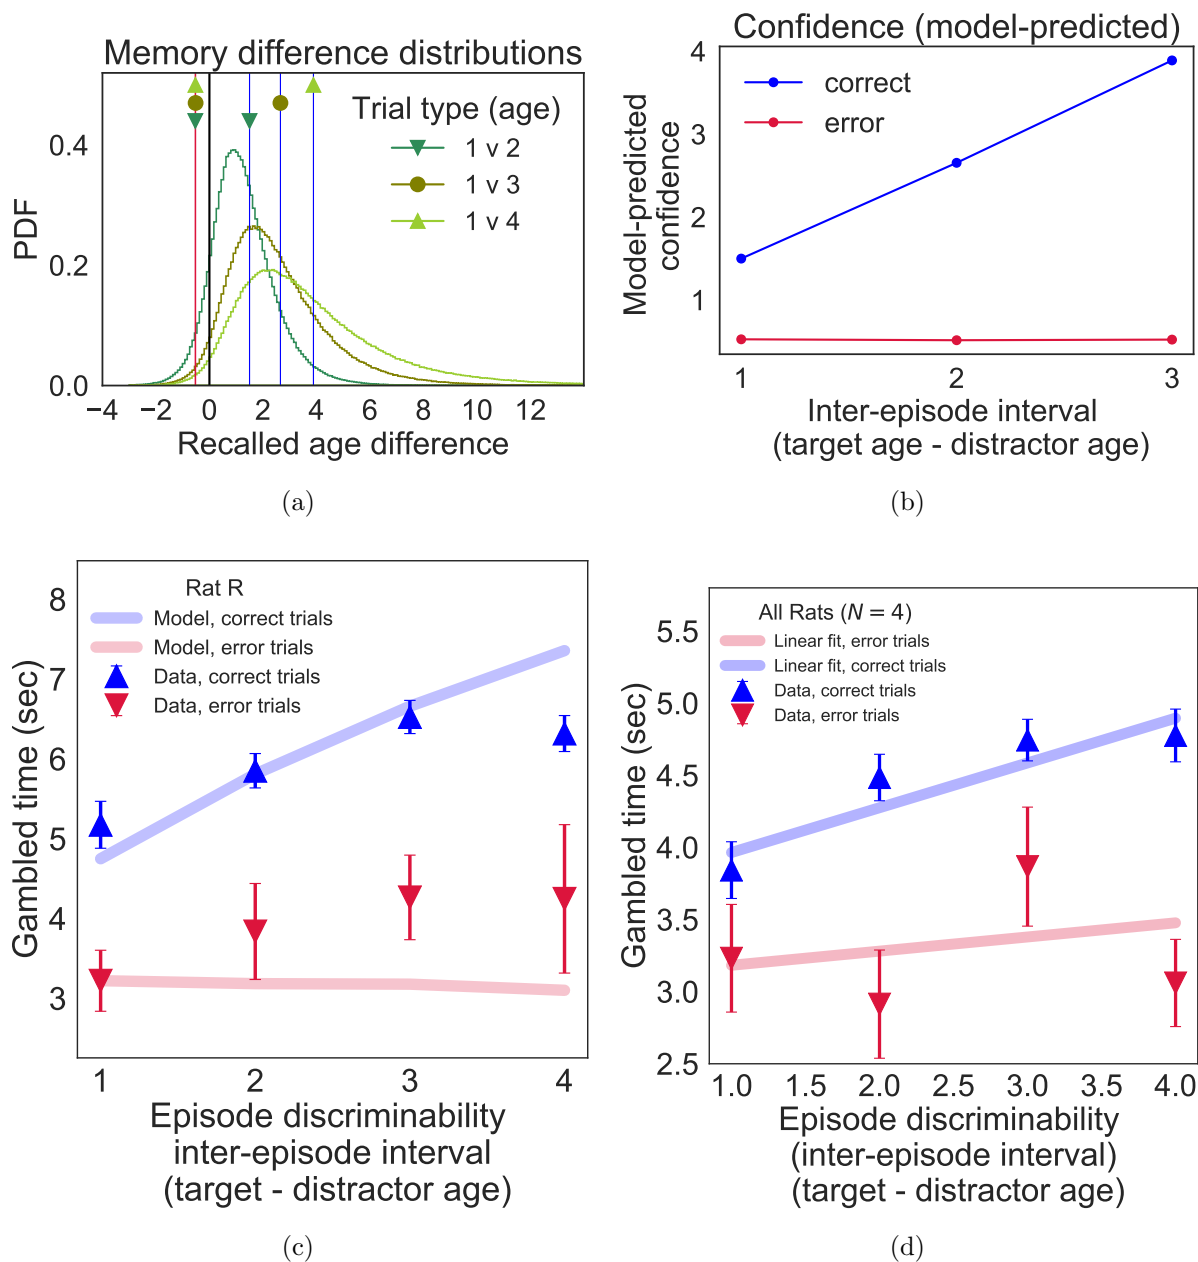 Memory difference distributions
Trial type (age)
1 v 2
1 v 3
1 v 4
PDF
0.4
0.2
0.0
−4 −2 0 2 4 6 8 10 12
Recalled age difference
(a)
Confidence (model-predicted)
correct
error
Model-predicted
confidence
4
3
2
1
1 2 3
Inter-episode interval
(target age - distractor age)
(b)
Rat R
Model, correct trials
Model, error trials
Data, correct trials
Data, error trials
Gambled time (sec)
8
7
6
5
4
3
1 2 3 4
Episode discriminability
inter-episode interval
(target - distractor age)
(c)
All Rats (N = 4)
Linear fit, error trials
Linear fit, correct trials
Data, correct trials
Data, error trials
Gambled time (sec)
5.5
5.0
4.5
4.0
3.5
3.0
2.5
1.0 1.5 2.0 2.5 3.0 3.5 4.0
Episode discriminability
(inter-episode interval)
(target - distractor age)
(d)